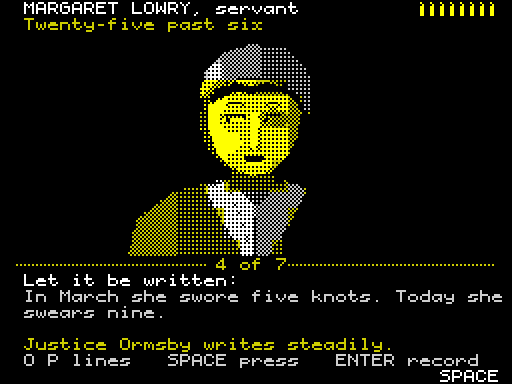 MARGARET LOWRY, servant
Twenty-five past six
4 of 7
Let it be written:
In March she swore five knots. Today she
swears nine.
Justice Ormsby writes steadily.
O P lines SPACE press ENTER record
SPACE